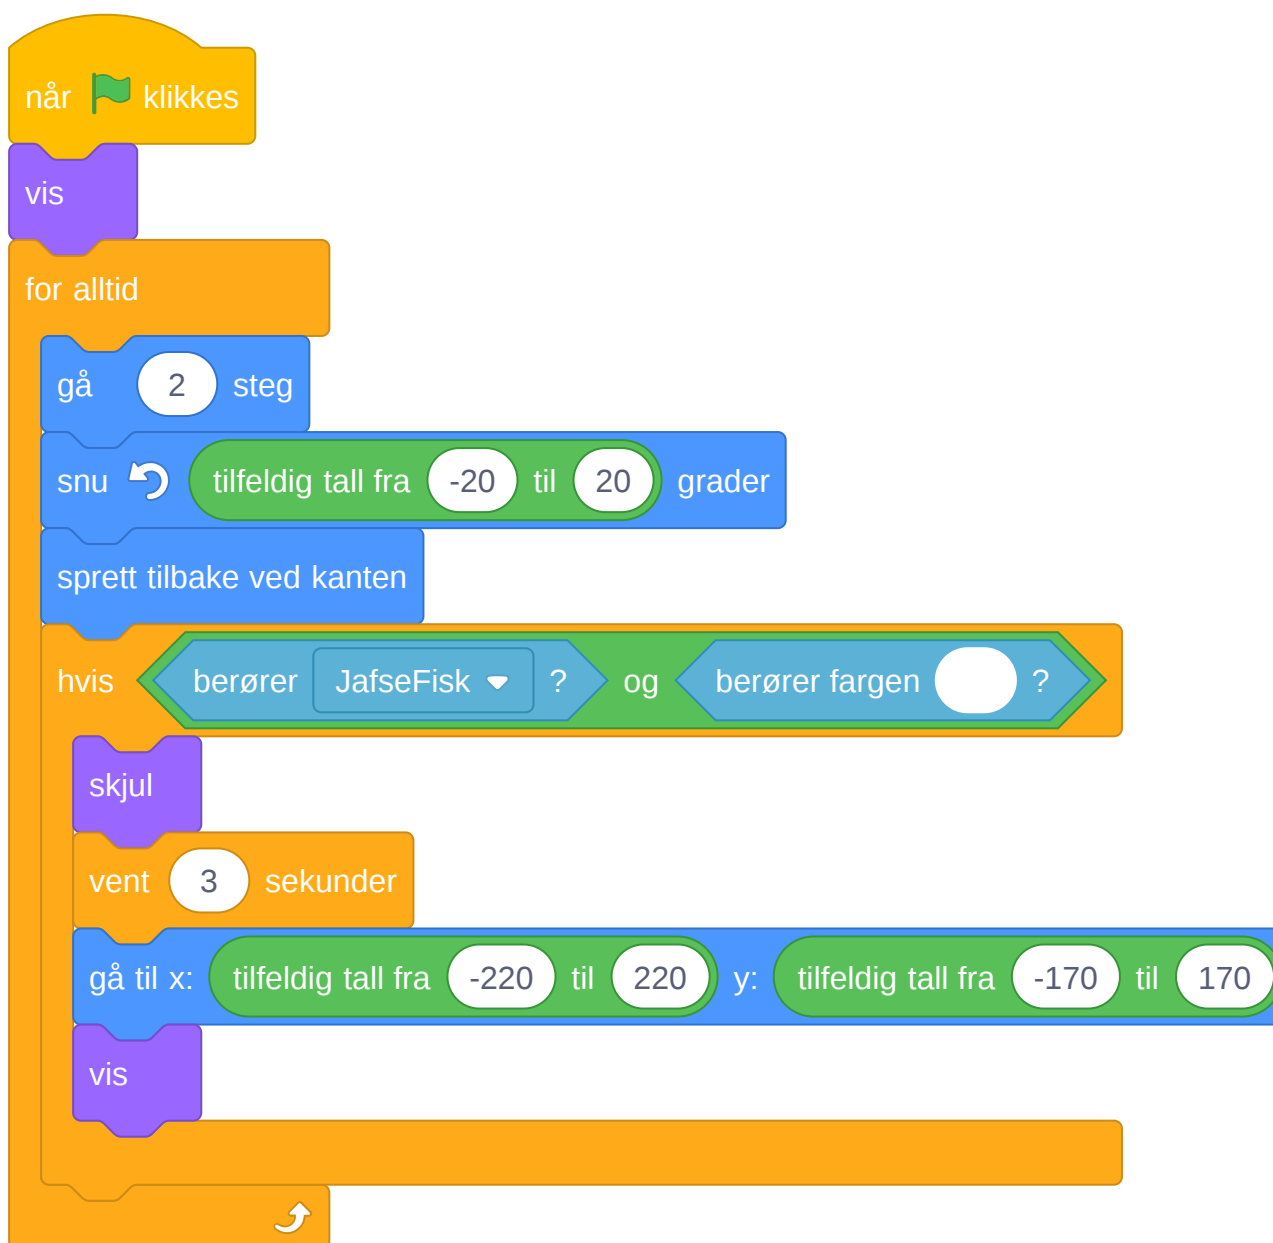 når klikkes
vis
for alltid
gå 2 steg
snu tilfeldig tall fra -20 til 20 grader
sprett tilbake ved kanten
hvis berører JafseFisk ? og berører fargen ?
skjul
vent 3 sekunder
gå til x: tilfeldig tall fra -220 til 220 y: tilfeldig tall fra -170 til 170
vis